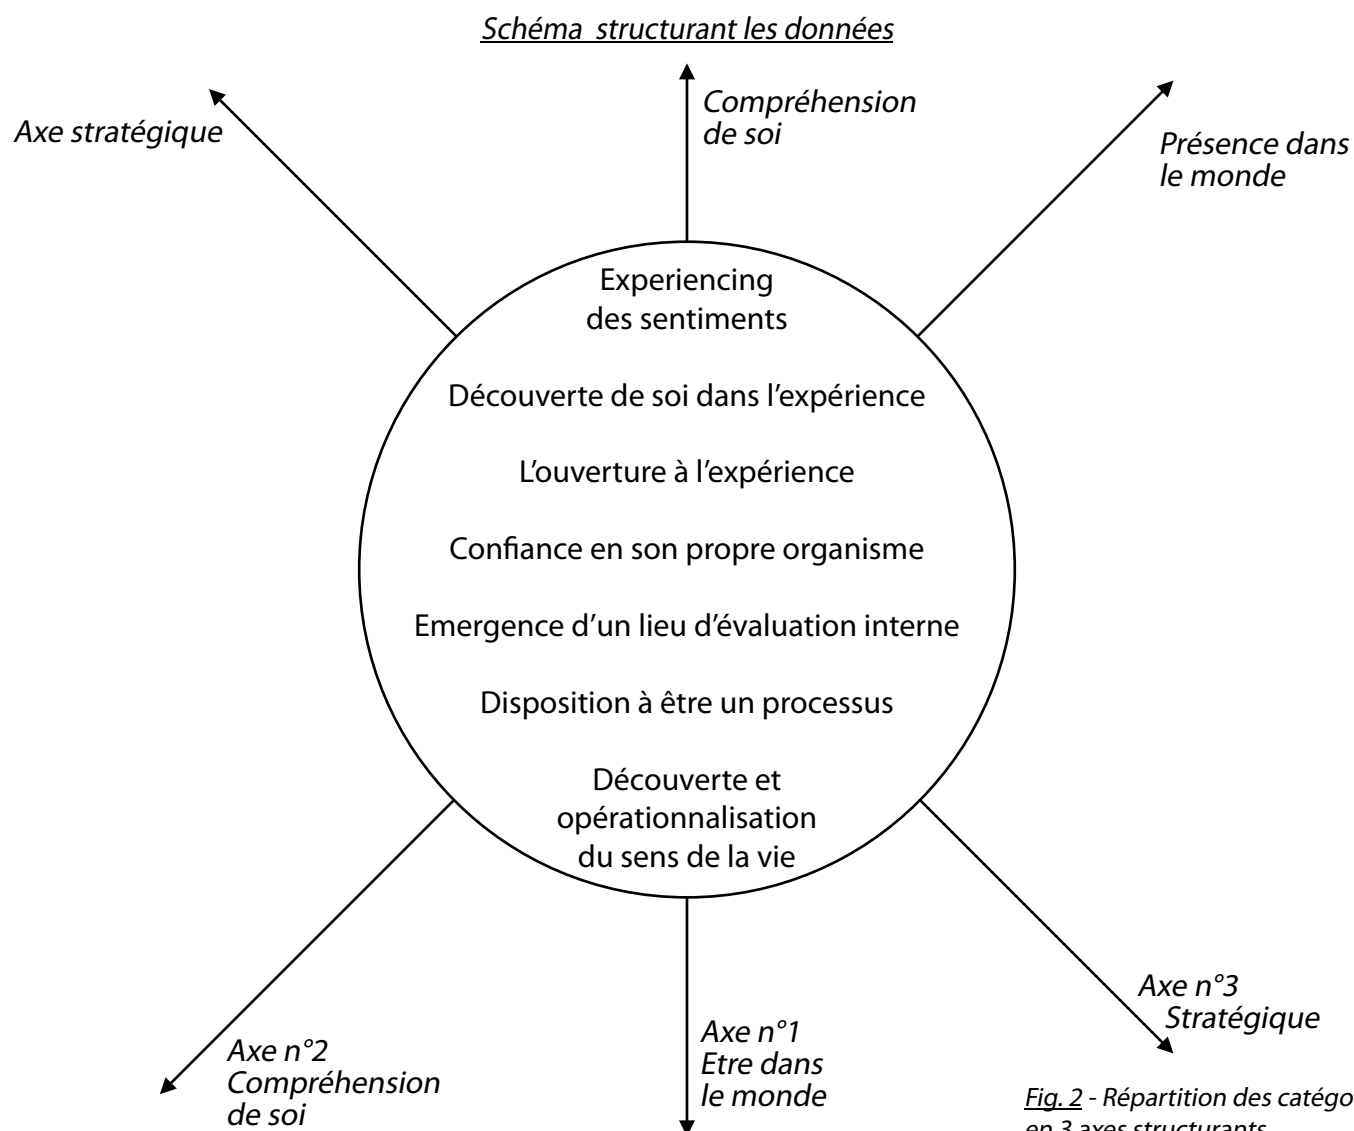 Schéma structurant les données
Axe stratégique
Compréhension
de soi
Présence dans
le monde
Experiencing
des sentiments
Découverte de soi dans l'expérience
L'ouverture à l'expérience
Confiance en son propre organisme
Emergence d'un lieu d'évaluation interne
Disposition à être un processus
Découverte et
opérationnalisation
du sens de la vie
Axe n°2
Compréhension
de soi
Axe n°1
Etre dans
le monde
Axe n°3
Stratégique
Fig. 2 - Répartition des catégo
en 3 axes structurants